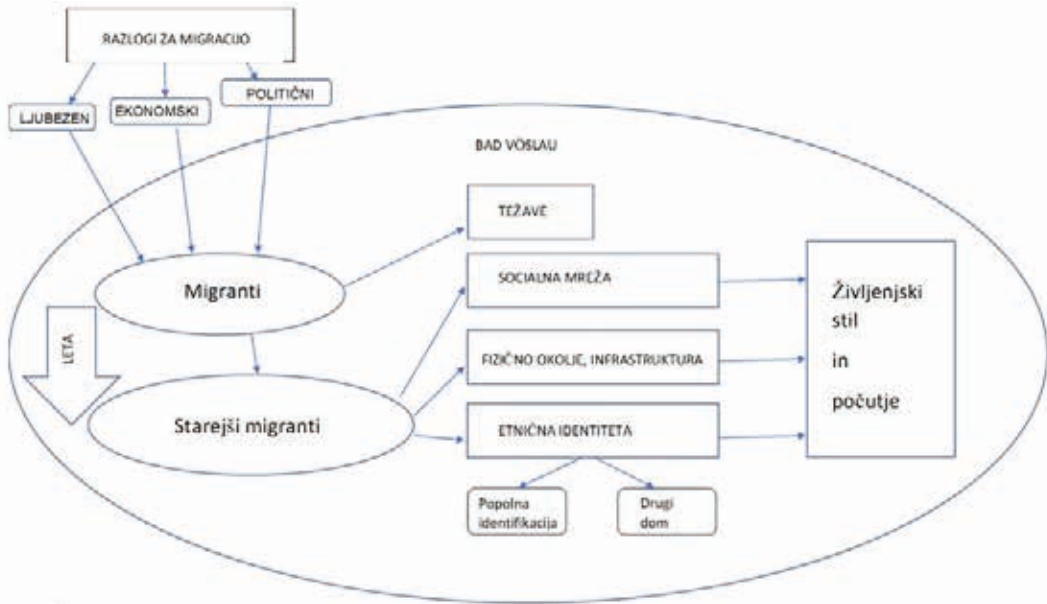 RAZLOGI ZA MIGRACIJO
LJUBEZEN
EKONOMSKI
POLITIČNI
BAD VÖSLAU
TEŽAVE
Migranti
SOCIALNA MREŽA
Življenjski
stil
in
počutje
LETA
FIZIČNO OKOLJE, INFRASTRUKTURA
Starejši migranti
ETNIČNA IDENTITETA
Popolna
identifikacija
Drugi
dom